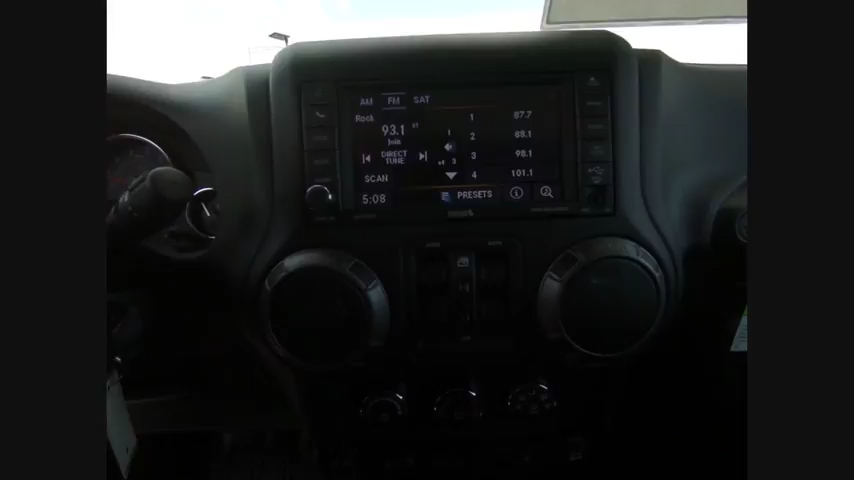 AM FM SAT
Rock
93.1
Join
DIRECT
TUNE
SCAN
5:08
1 87.7
2 88.1
3 98.1
4 101.1
PRESETS